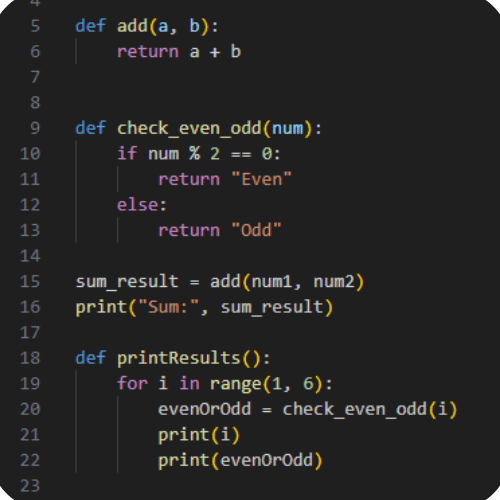 4
5 def add(a, b):
6     return a + b
7
8
9 def check_even_odd(num):
10     if num % 2 == 0:
11         return "Even"
12     else:
13         return "Odd"
14
15 sum_result = add(num1, num2)
16 print("Sum:", sum_result)
17
18 def printResults():
19     for i in range(1, 6):
20         evenOrOdd = check_even_odd(i)
21         print(i)
22         print(evenOrOdd)
23